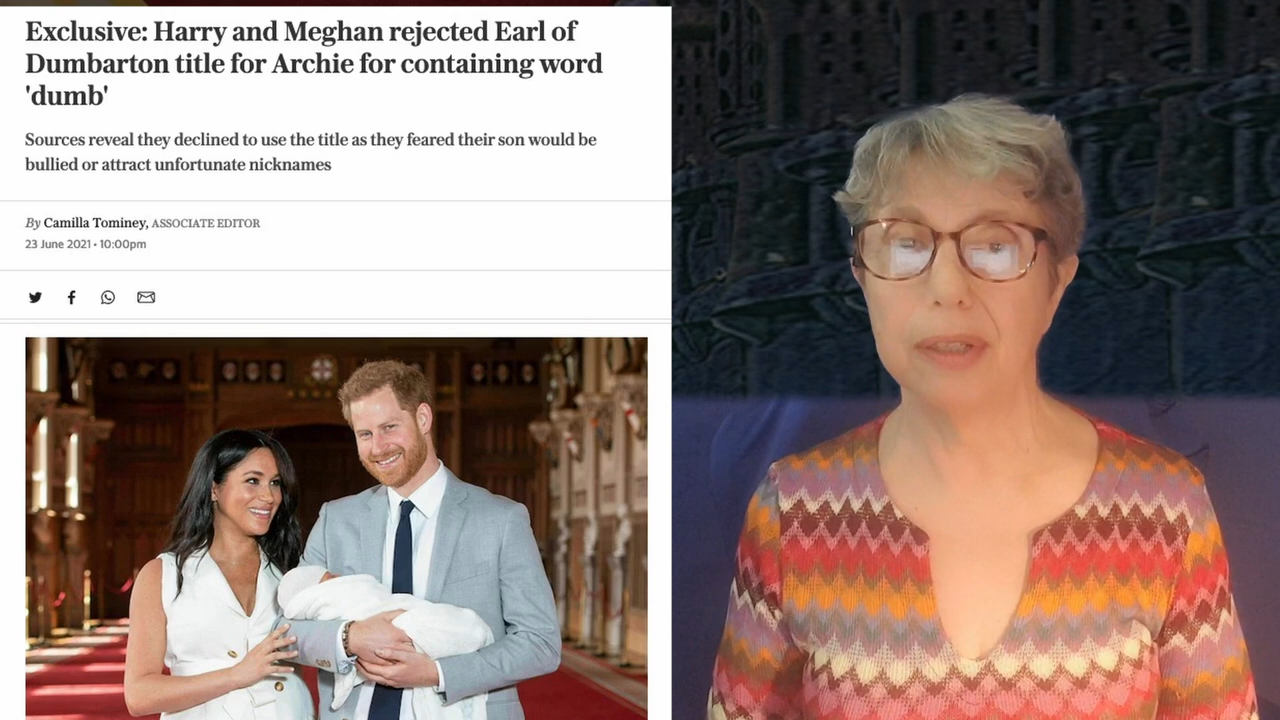 Exclusive: Harry and Meghan rejected Earl of
Dumbarton title for Archie for containing word
'dumb'
Sources reveal they declined to use the title as they feared their son would be
bullied or attract unfortunate nicknames
By Camilla Tominey, ASSOCIATE EDITOR
23 June 2021 • 10:00pm